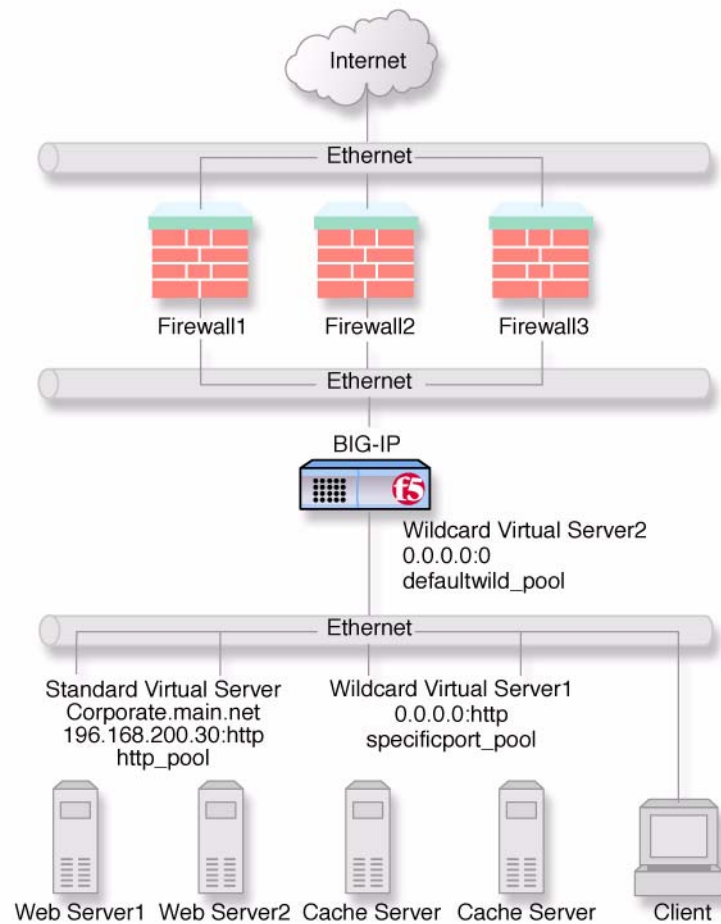 Internet
Ethernet
Firewall1 Firewall2 Firewall3
Ethernet
BIG-IP
f5
Wildcard Virtual Server2
0.0.0.0:0
defaultwild_pool
Ethernet
Standard Virtual Server
Corporate.main.net
196.168.200.30:http
http_pool
Wildcard Virtual Server1
0.0.0.0:http
specificport_pool
Web Server1 Web Server2 Cache Server Cache Server Client